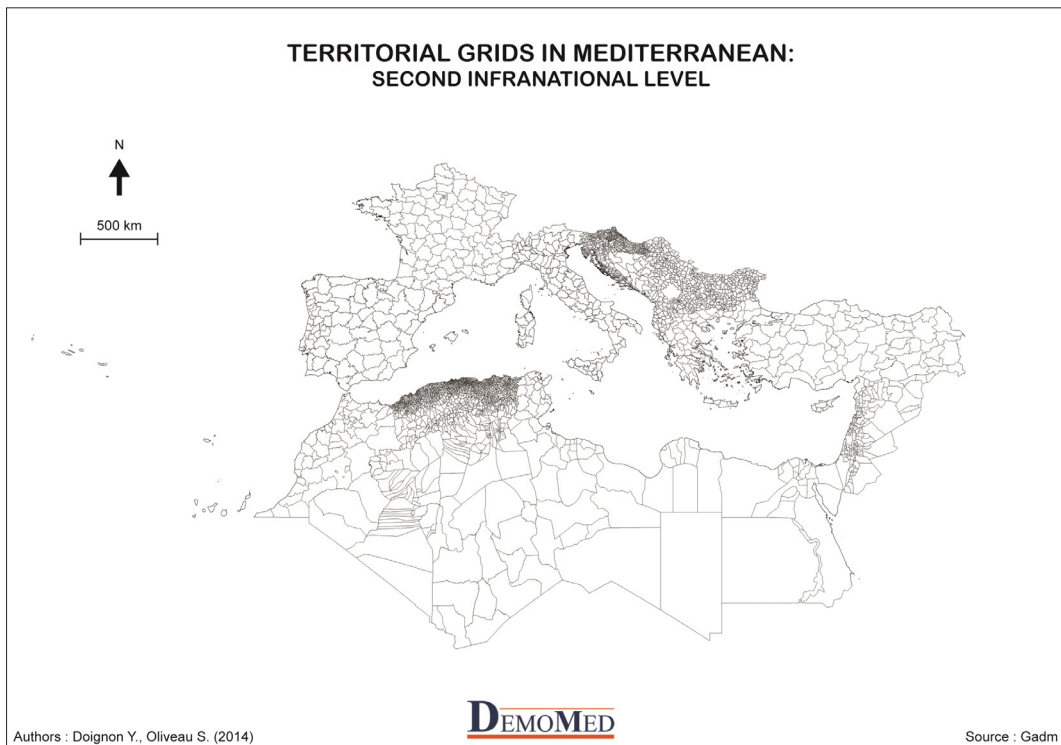 TERRITORIAL GRIDS IN MEDITERRANEAN:
SECOND INFRANATIONAL LEVEL
N
500 km
DEMOMED
Authors : Doignon Y., Oliveau S. (2014)
Source : Gadm